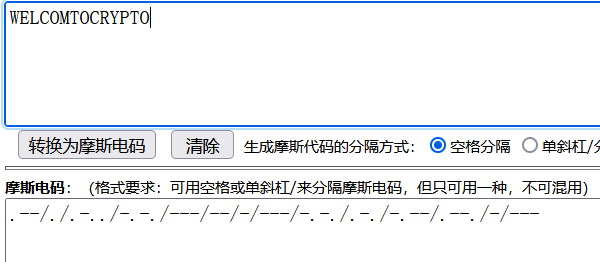 WELCOMTOCRYPTO
转换为摩斯电码 清除 生成摩斯代码的分隔方式： 空格分隔 单斜杠/分
摩斯电码：（格式要求：可用空格或单斜杠/来分隔摩斯电码，但只可用一种，不可混用）
.--/./.-../-.-./---/--/-/---/-.-./.-./-.--/.--./-/---